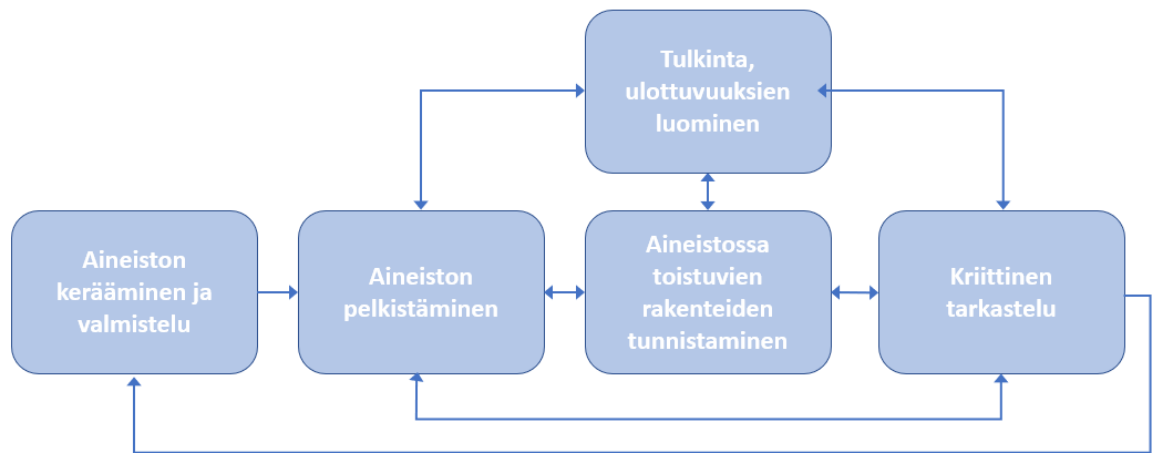 Tulkinta,
ulottuvuuksien
luominen
Aineiston
kerääminen ja
valmistelu
Aineiston
pelkistäminen
Aineistossa
toistuvien
rakenteiden
tunnistaminen
Kriittinen
tarkastelu